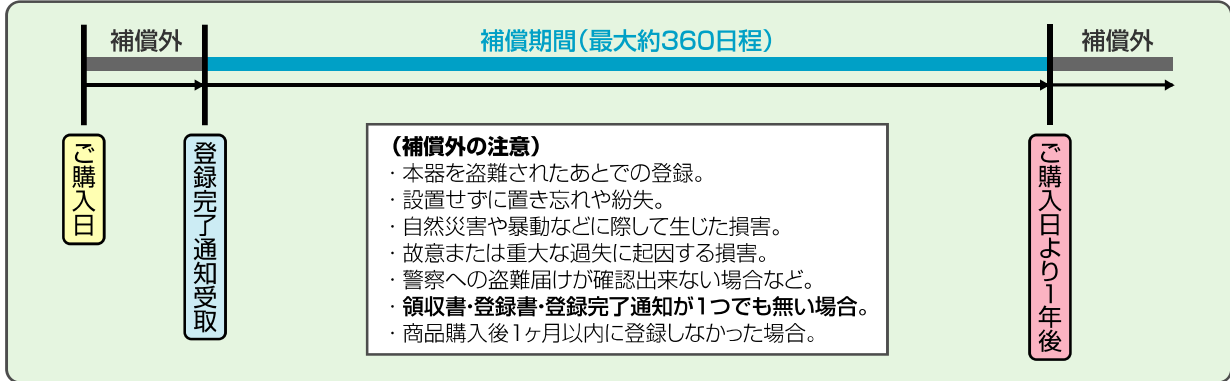 補償外
補償期間（最大約360日程）
補償外
ご購入日
登録完了通知受取
（補償外の注意）
・本器を盗難されたあとでの登録。
・設置せずに置き忘れや紛失。
・自然災害や暴動などに際して生じた損害。
・故意または重大な過失に起因する損害。
・警察への盗難届けが確認出来ない場合など。
・領収書・登録書・登録完了通知が1つでも無い場合。
・商品購入後1ヶ月以内に登録しなかった場合。
ご購入日より1年後